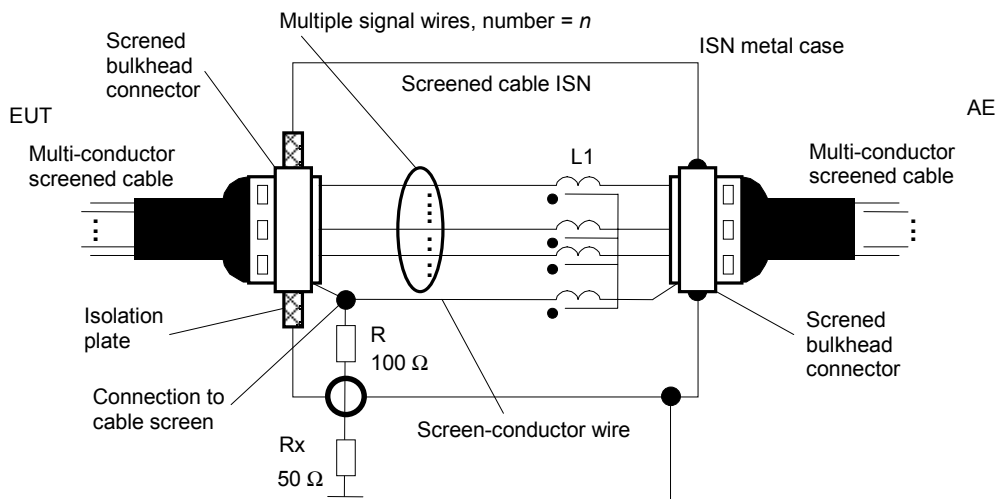 Multiple signal wires, number = n
Screned
bulkhead
connector
ISN metal case
Screened cable ISN
EUT
AE
Multi-conductor
screened cable
L1
Multi-conductor
screened cable
Isolation
plate
R
100 Ω
Screned
bulkhead
connector
Connection to
cable screen
Screen-conductor wire
Rx
50 Ω